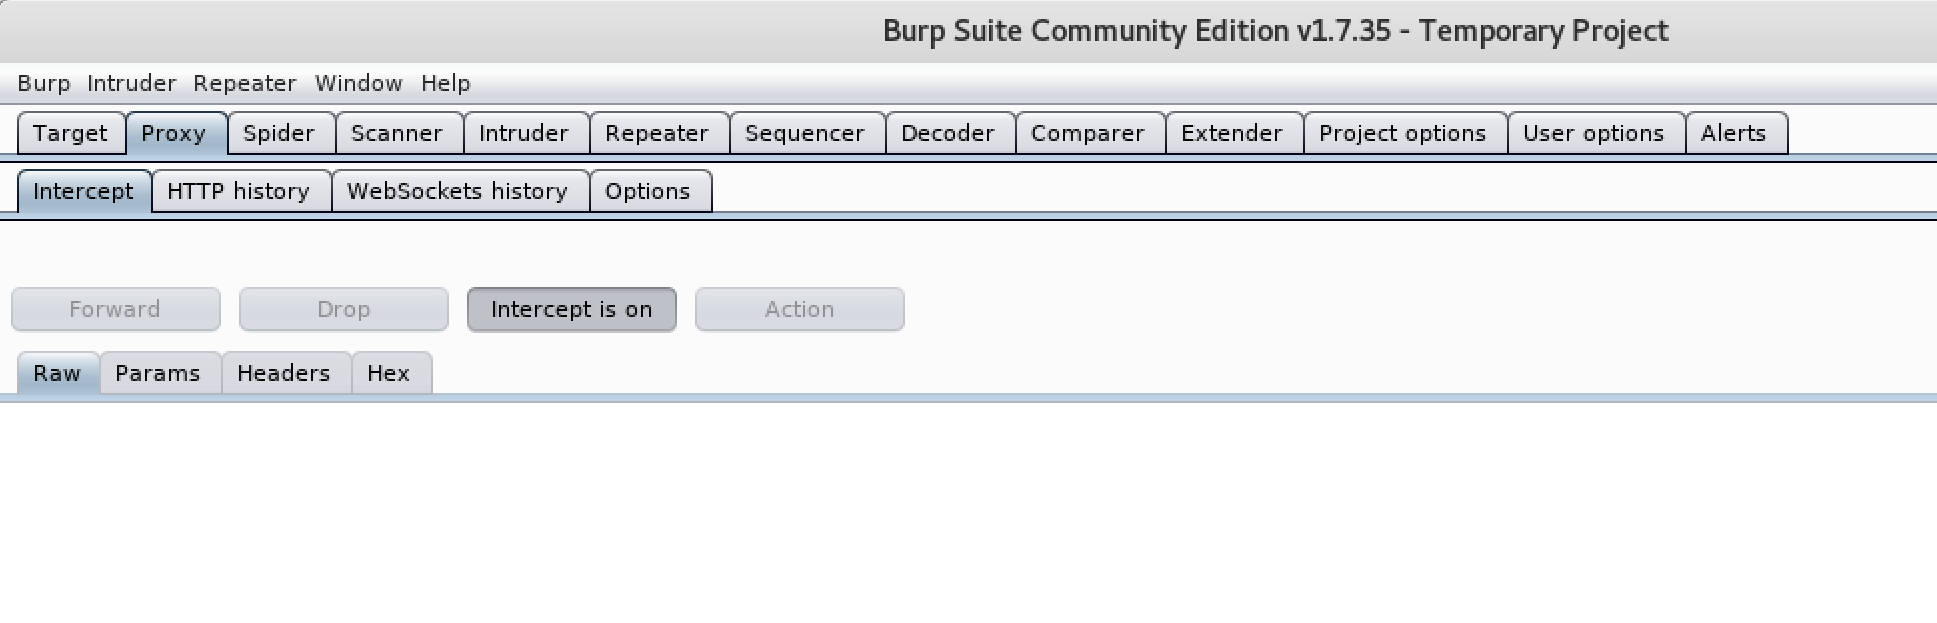 Burp Suite Community Edition v1.7.35 - Temporary Project
Burp Intruder Repeater Window Help
Target Proxy Spider Scanner Intruder Repeater Sequencer Decoder Comparer Extender Project options User options Alerts
Intercept HTTP history WebSockets history Options
Forward Drop Intercept is on Action
Raw Params Headers Hex